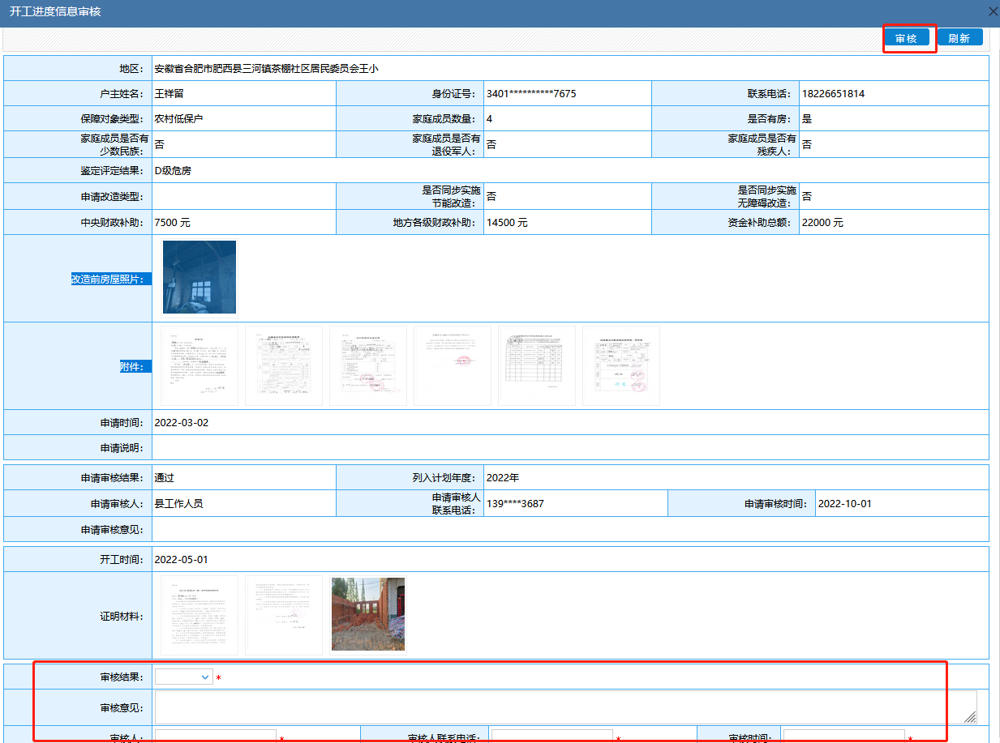 开工进度信息审核
审核 刷新
地区： 安徽省合肥市肥西县三河镇茶棚社区居民委员会王小
户主姓名： 王祥留 身份证号： 3401**********7675 联系电话： 18226651814
保障对象类型： 农村低保户 家庭成员数量： 4 是否有房： 是
家庭成员是否有少数民族： 否 家庭成员是否有退役军人： 否 家庭成员是否有残疾人： 否
鉴定评定结果： D级危房
申请改造类型： 是否同步实施节能改造： 否 是否同步实施无障碍改造： 否
中央财政补助： 7500 元 地方各级财政补助： 14500 元 资金补助总额： 22000 元
改造前房屋照片：
附件：
申请时间： 2022-03-02
申请说明：
申请审核结果： 通过 列入计划年度： 2022年
申请审核人： 县工作人员 申请审核人联系电话： 139****3687 申请审核时间： 2022-10-01
申请审核意见：
开工时间： 2022-05-01
证明材料：
审核结果： *
审核意见：
审核人： * 审核人联系电话： * 审核时间： *